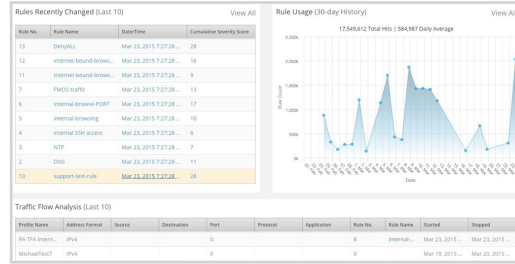 Rules Recently Changed (Last 10)
View All
Rule No. Rule Name Date/Time Cumulative Severity Score
13 DenyALL Mar 23, 2015 7:27:28 ... 28
12 internet-bound-brows... Mar 23, 2015 7:27:28 ... 16
11 internet-bound-brows... Mar 23, 2015 7:27:28 ... 9
7 FMOS-traffic Mar 23, 2015 7:27:28 ... 13
6 internal-browse-PORT Mar 23, 2015 7:27:28 ... 17
5 internal-browsing Mar 23, 2015 7:27:28 ... 10
4 internal SSH access Mar 23, 2015 7:27:28 ... 6
3 NTP Mar 23, 2015 7:27:28 ... 7
2 DNS Mar 23, 2015 7:27:28 ... 11
10 support-test-rule Mar 23, 2015 7:27:28 ... 28
Rule Usage (30-day History)
View All
17,549,612 Total Hits | 584,987 Daily Average
2,500k
2,000k
1,500k
1,000k
500k
0k
Rule Count
Date
Traffic Flow Analysis (Last 10)
Profile Name Address Format Source Destination Port Protocol Application Rule No. Rule Name Started Stopped
PA TFA Intern... IPv4 0 8 internal-... Mar 23, 2015 ... Mar 23, 2015 ...
MichaelTest7 IPv4 0 0 Mar 19, 2015 ... Mar 20, 2015 ...